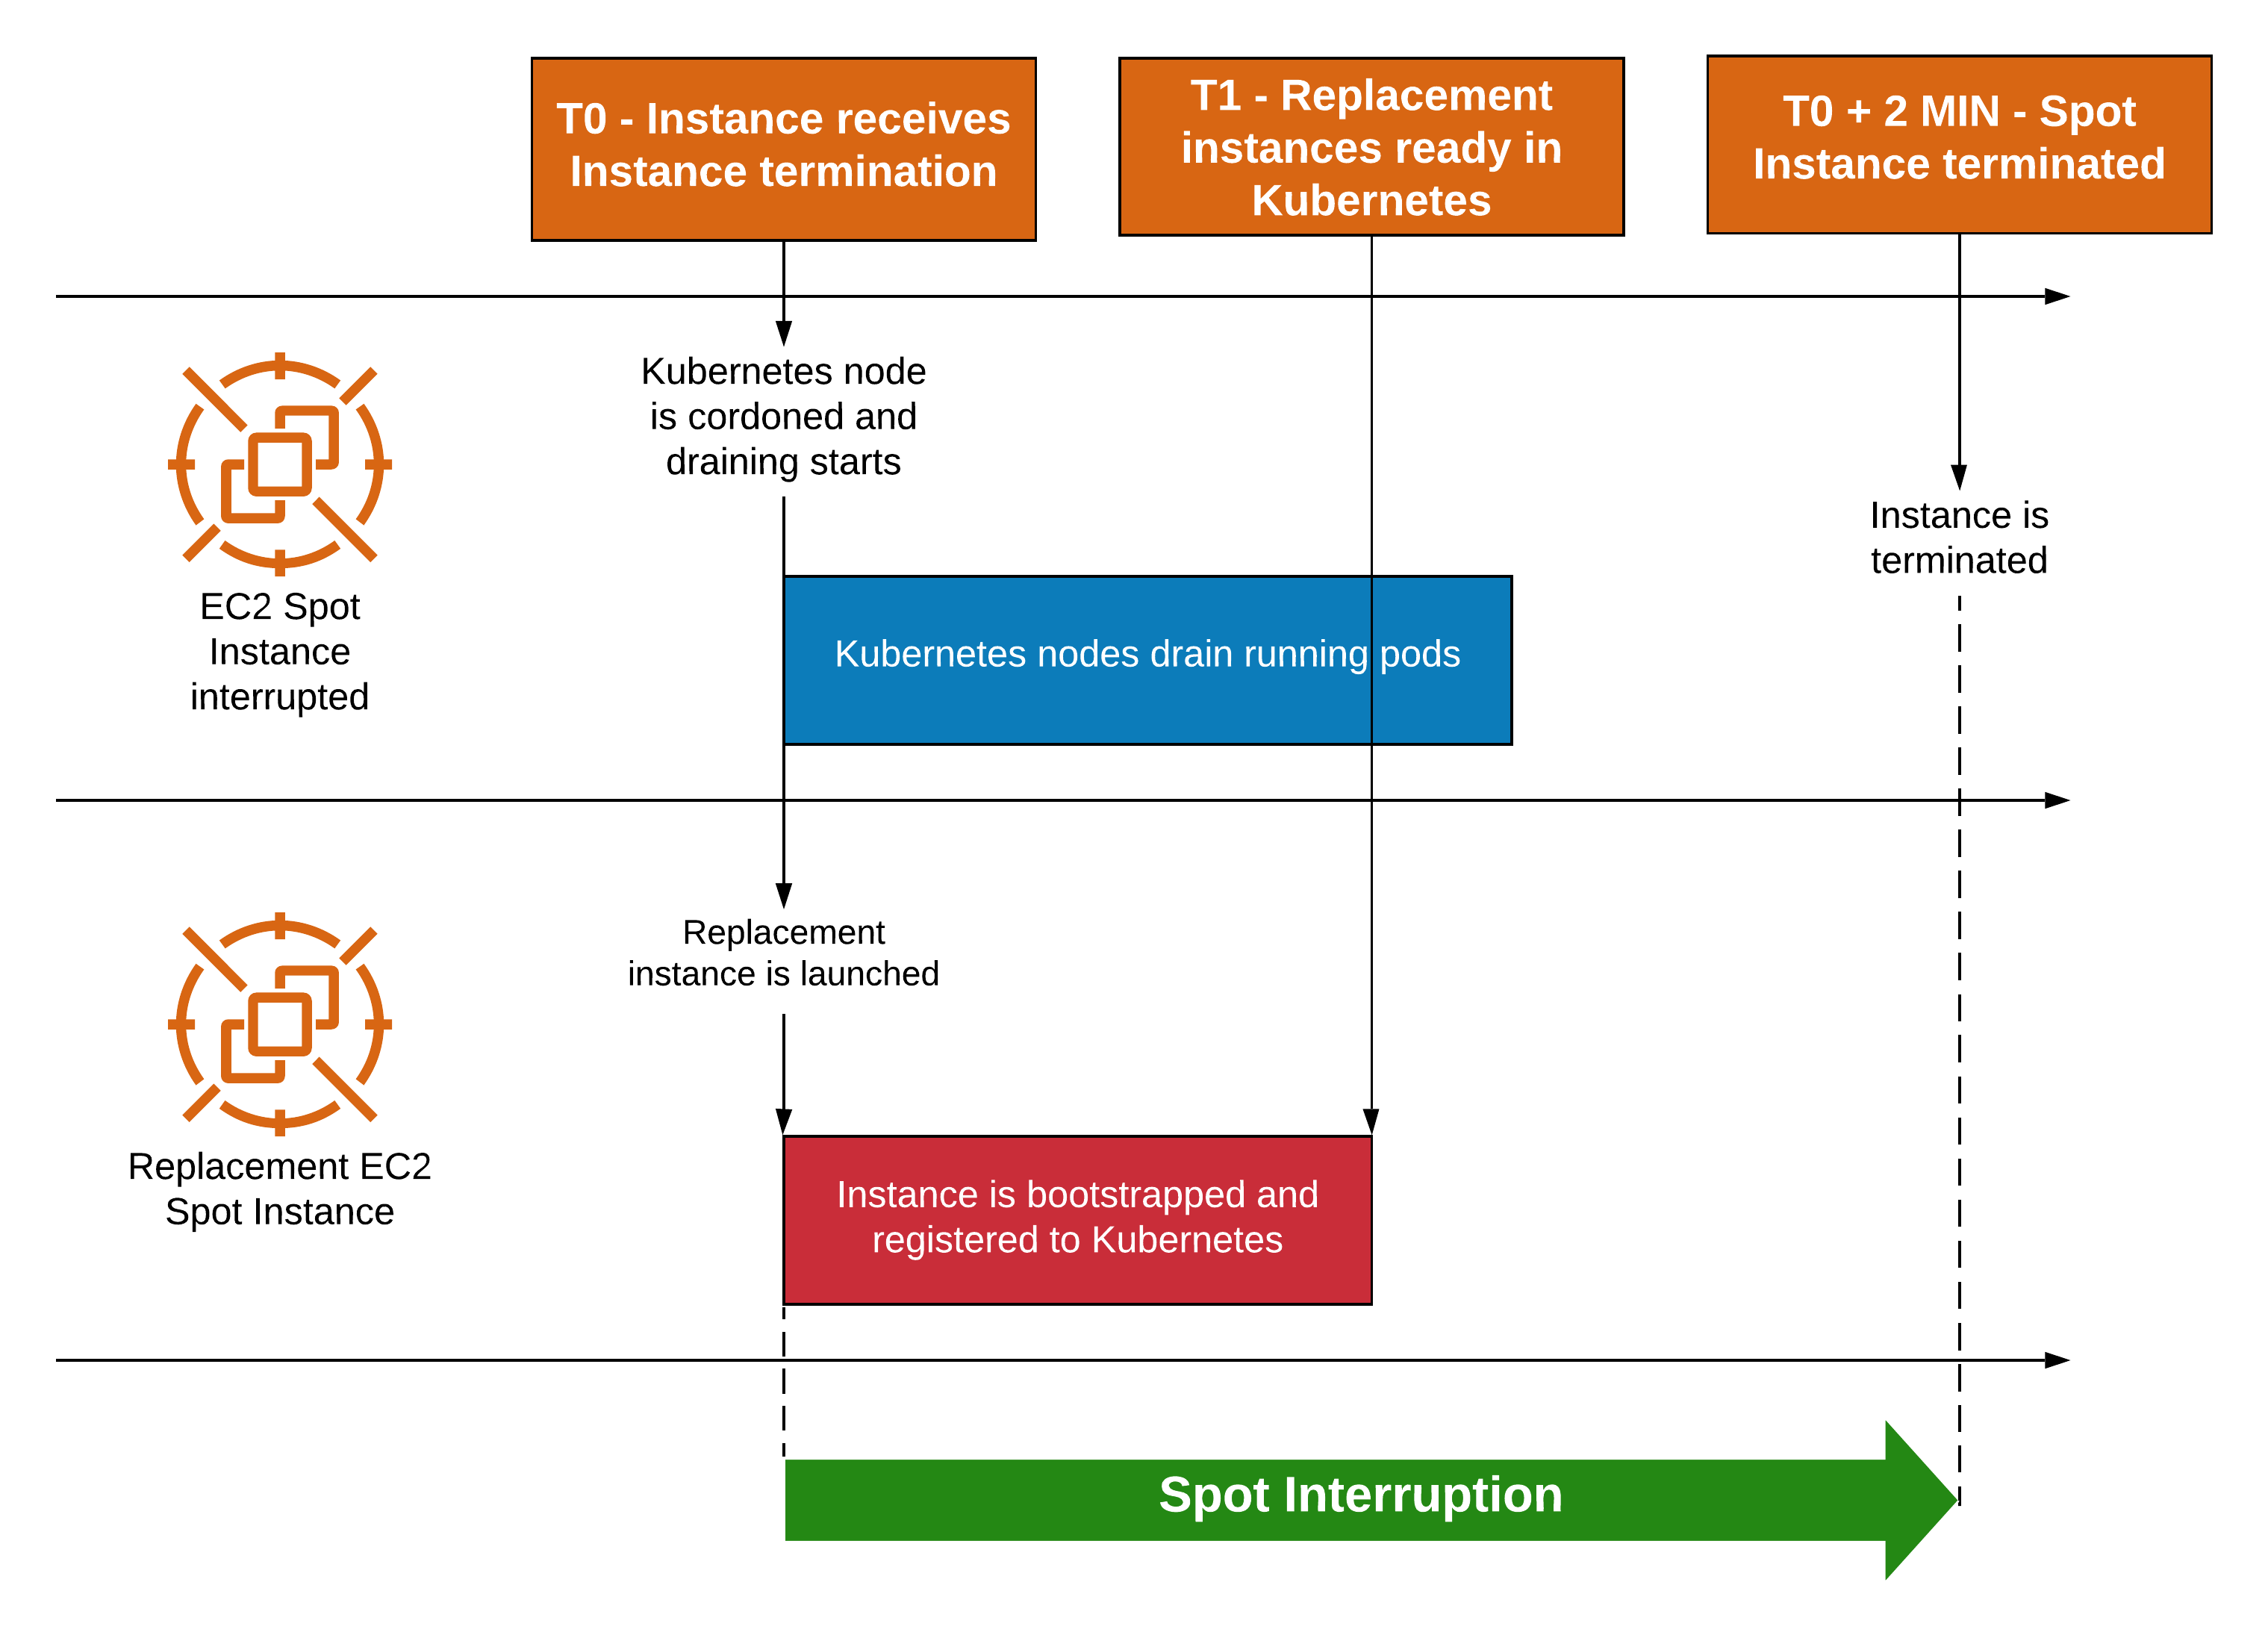 T0 - Instance receives
Instance termination
T1 - Replacement
instances ready in
Kubernetes
T0 + 2 MIN - Spot
Instance terminated
Kubernetes node
is cordoned and
draining starts
Instance is
terminated
EC2 Spot
Instance
interrupted
Kubernetes nodes drain running pods
Replacement
instance is launched
Replacement EC2
Spot Instance
Instance is bootstrapped and
registered to Kubernetes
Spot Interruption